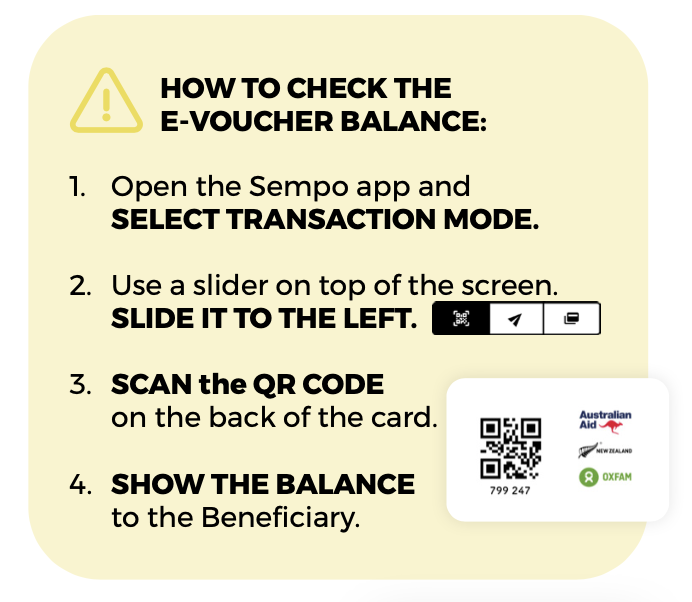 HOW TO CHECK THE
E-VOUCHER BALANCE:
1. Open the Sempo app and
SELECT TRANSACTION MODE.
2. Use a slider on top of the screen.
SLIDE IT TO THE LEFT.
3. SCAN the QR CODE
on the back of the card.
4. SHOW THE BALANCE
to the Beneficiary.
799 247
Australian
Aid
NEW ZEALAND
OXFAM